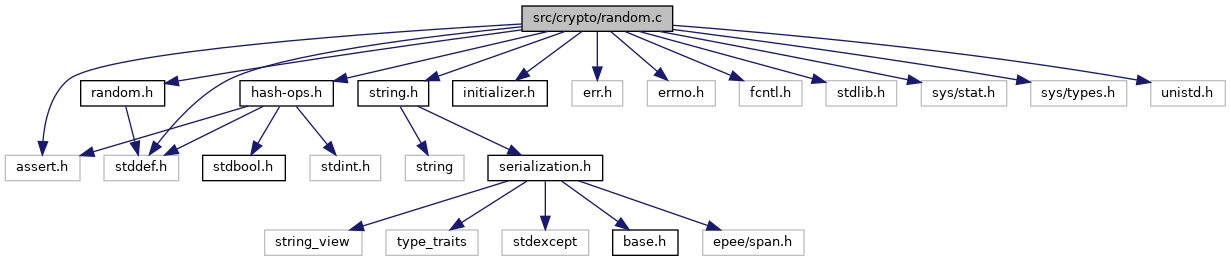 src/crypto/random.c
random.h
hash-ops.h
string.h
initializer.h
err.h
errno.h
fcntl.h
stdlib.h
sys/stat.h
sys/types.h
unistd.h
assert.h
stddef.h
stdbool.h
stdint.h
string
serialization.h
string_view
type_traits
stdexcept
base.h
epee/span.h